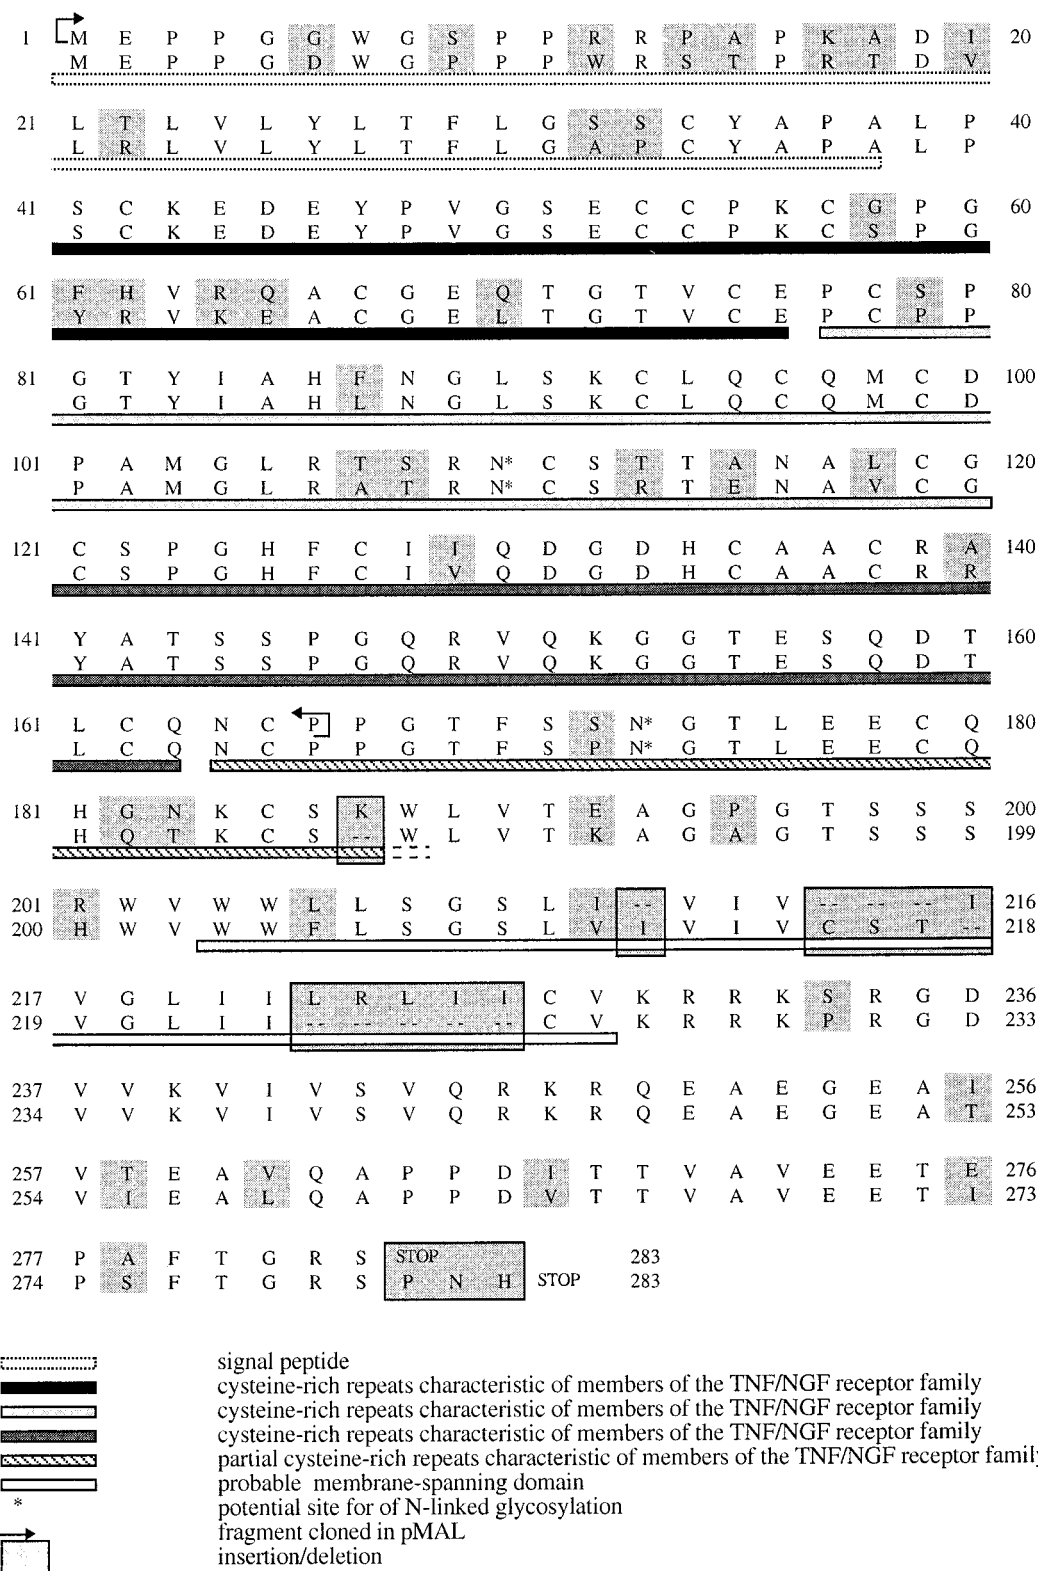 1 M E P P G G W G S P P R R P A P K A D I 20
M E P P G D W G P P P W R S T P R T D V
21 L T L V L Y L T F L G S S C Y A P A L P 40
L R L V L Y L T F L G A P C Y A P A L P
41 S C K E D E Y P V G S E C C P K C G P G 60
S C K E D E Y P V G S E C C P K C S P G
61 F H V R Q A C G E Q T G T V C E P C S P 80
Y R V K E A C G E L T G T V C E P C P P
81 G T Y I A H F N G L S K C L Q C Q M C D 100
G T Y I A H L N G L S K C L Q C Q M C D
101 P A M G L R T S R N* C S T T A N A L C G 120
P A M G L R A T R N* C S R T E N A V C G
121 C S P G H F C I I Q D G D H C A A C R A 140
C S P G H F C I V Q D G D H C A A C R R
141 Y A T S S P G Q R V Q K G G T E S Q D T 160
Y A T S S P G Q R V Q K G G T E S Q D T
161 L C Q N C P P G T F S S N* G T L E E C Q 180
L C Q N C P P G T F S P N* G T L E E C Q
181 H G N K C S K W L V T E A G P G T S S S 200
H Q T K C S -- W L V T K A G A G T S S S 199
201 R W V W W L L S G S L I -- V I V -- -- -- I 216
200 H W V W W F L S G S L V I V I V C S T -- 218
217 V G L I I L R L I I C V K R R K S R G D 236
219 V G L I I -- -- -- -- -- C V K R R K P R G D 233
237 V V K V I V S V Q R K R Q E A E G E A I 256
234 V V K V I V S V Q R K R Q E A E G E A T 253
257 V T E A V Q A P P D I T T V A V E E T E 276
254 V I E A L Q A P P D V T T V A V E E T I 273
277 P A F T G R S STOP 283
274 P S F T G R S P N H STOP 283
signal peptide
cysteine-rich repeats characteristic of members of the TNF/NGF receptor family
cysteine-rich repeats characteristic of members of the TNF/NGF receptor family
cysteine-rich repeats characteristic of members of the TNF/NGF receptor family
partial cysteine-rich repeats characteristic of members of the TNF/NGF receptor family
probable membrane-spanning domain
* potential site for of N-linked glycosylation
fragment cloned in pMAL
insertion/deletion